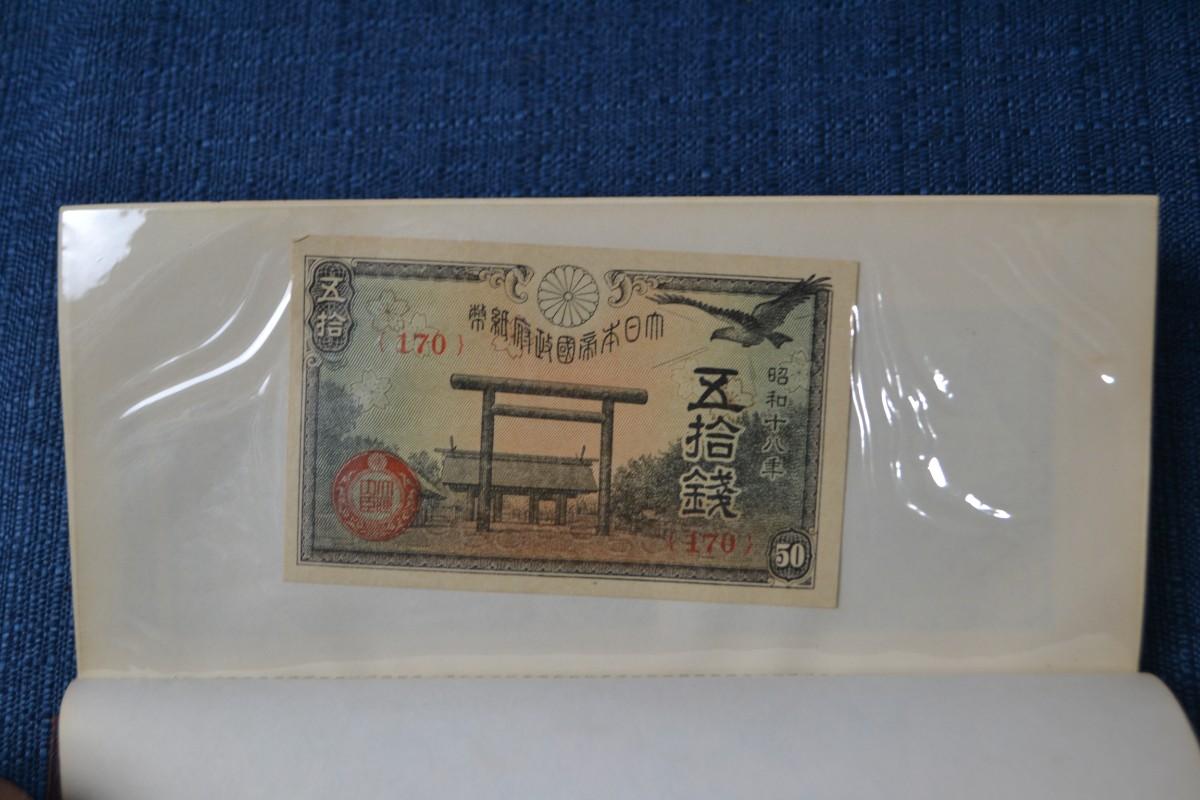 五拾
大日本帝國政府紙幣
{170}
昭和十八年
五拾錢
{170}
50